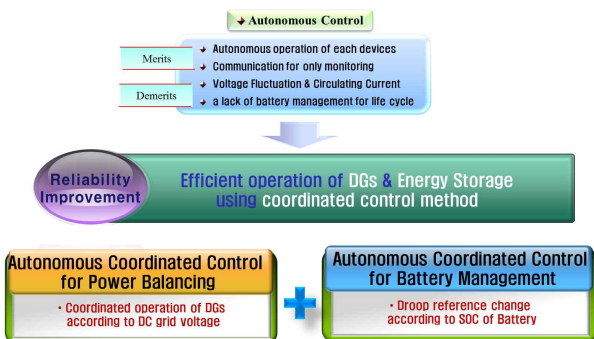 Autonomous Control
Merits
Autonomous operation of each devices
Communication for only monitoring
Demerits
Voltage Fluctuation & Circulating Current
a lack of battery management for life cycle
Reliability
Improvement
Efficient operation of DGs & Energy Storage
using coordinated control method
Autonomous Coordinated Control
for Power Balancing
• Coordinated operation of DGs
according to DC grid voltage
Autonomous Coordinated Control
for Battery Management
• Droop reference change
according to SOC of Battery